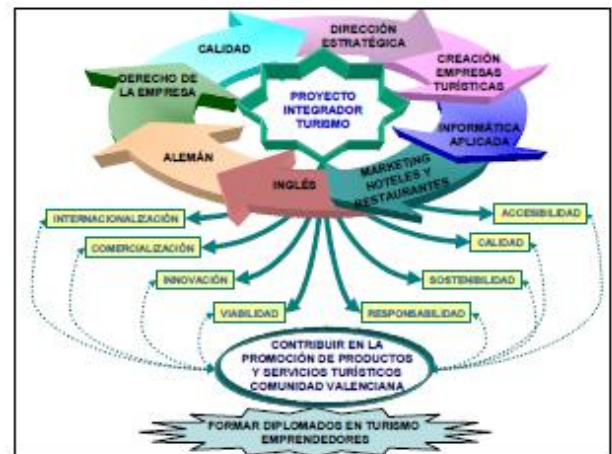 DIRECCIÓN
ESTRATÉGICA
CALIDAD
CREACIÓN
EMPRESAS
TURÍSTICAS
DERECHO DE
LA EMPRESA
PROYECTO
INTEGRADOR
TURISMO
INFORMÁTICA
APLICADA
ALEMÁN
INGLÉS
MARKETING
HOTELES Y
RESTAURANTES
INTERNACIONALIZACIÓN
ACCESIBILIDAD
COMERCIALIZACIÓN
CALIDAD
INNOVACIÓN
SOSTENIBILIDAD
VIABILIDAD
RESPONSABILIDAD
CONTRIBUIR EN LA
PROMOCIÓN DE PRODUCTOS
Y SERVICIOS TURÍSTICOS
COMUNIDAD VALENCIANA
FORMAR DIPLOMADOS EN TURISMO
EMPRENDEDORES